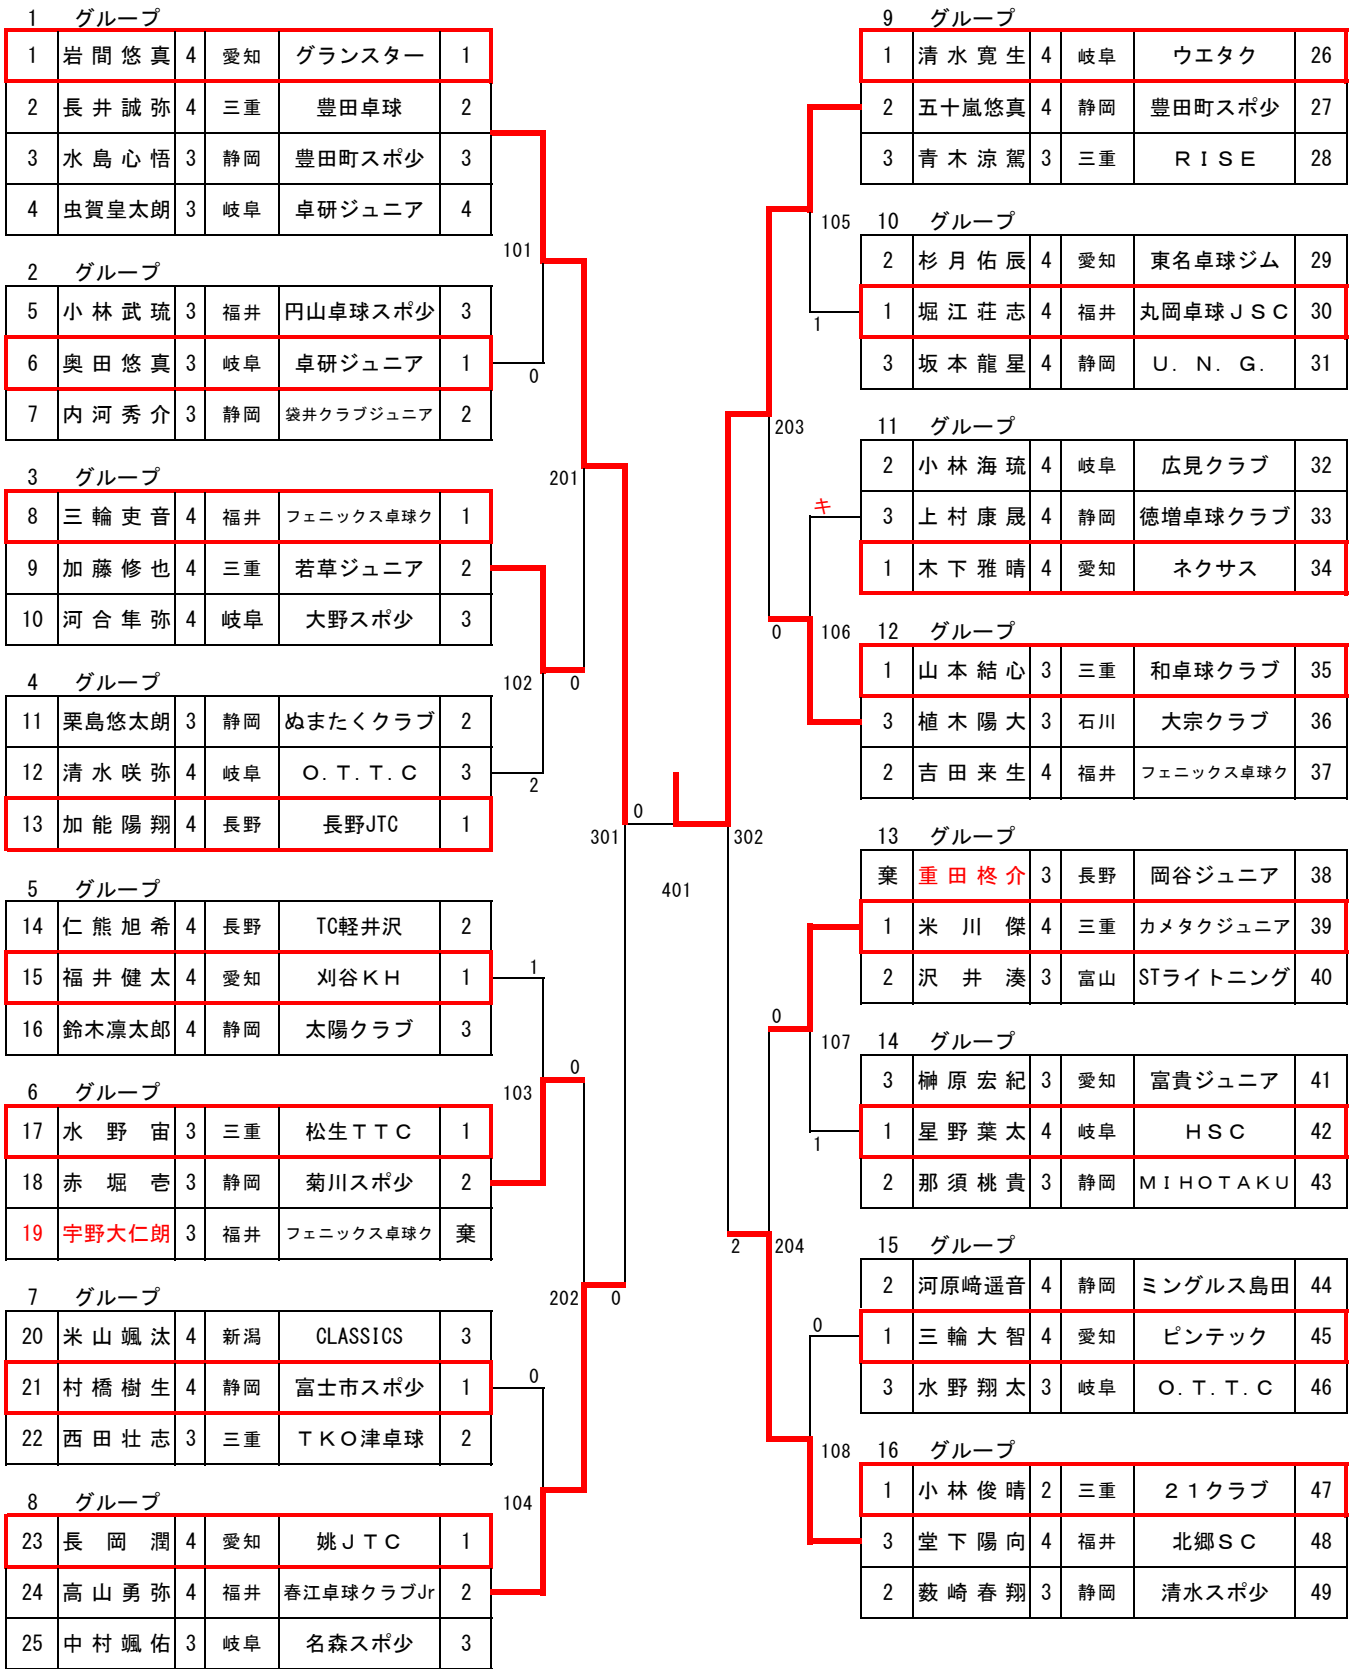 1 グループ
1 岩間悠真 4 愛知 グランスター 1
2 長井誠弥 4 三重 豊田卓球 2
3 水島心悟 3 静岡 豊田町スポ少 3
4 虫賀皇太朗 3 岐阜 卓研ジュニア 4
101
2 グループ
5 小林武琉 3 福井 円山卓球スポ少 3
6 奥田悠真 3 岐阜 卓研ジュニア 1
0
7 内河秀介 3 静岡 袋井クラブジュニア 2
3 グループ
201
8 三輪吏音 4 福井 フェニックス卓球ク 1
9 加藤修也 4 三重 若草ジュニア 2
10 河合隼弥 4 岐阜 大野スポ少 3
4 グループ
102 0
11 栗島悠太朗 3 静岡 ぬまたくクラブ 2
12 清水咲弥 4 岐阜 O.T.T.C 3
2
13 加能陽翔 4 長野 長野JTC 1
301 0
5 グループ
14 仁熊旭希 4 長野 TC軽井沢 2
15 福井健太 4 愛知 刈谷KH 1
1
16 鈴木凛太郎 4 静岡 太陽クラブ 3
0
6 グループ
103
17 水野宙 3 三重 松生TTC 1
18 赤堀壱 3 静岡 菊川スポ少 2
19 宇野大仁朗 3 福井 フェニックス卓球ク 棄
7 グループ
202 0
20 米山颯汰 4 新潟 CLASSICS 3
21 村橋樹生 4 静岡 富士市スポ少 1
0
22 西田壮志 3 三重 TKO津卓球 2
8 グループ
104
23 長岡潤 4 愛知 姚JTC 1
24 高山勇弥 4 福井 春江卓球クラブJr 2
25 中村颯佑 3 岐阜 名森スポ少 3
401
9 グループ
1 清水寛生 4 岐阜 ウエタク 26
2 五十嵐悠真 4 静岡 豊田町スポ少 27
3 青木涼駕 3 三重 RISE 28
105
10 グループ
2 杉月佑辰 4 愛知 東名卓球ジム 29
1 堀江荘志 4 福井 丸岡卓球JSC 30
1
3 坂本龍星 4 静岡 U.N.G. 31
203
11 グループ
2 小林海琉 4 岐阜 広見クラブ 32
キ
3 上村康晟 4 静岡 徳増卓球クラブ 33
1 木下雅晴 4 愛知 ネクサス 34
0 106
12 グループ
1 山本結心 3 三重 和卓球クラブ 35
3 植木陽大 3 石川 大宗クラブ 36
2 吉田来生 4 福井 フェニックス卓球ク 37
302
13 グループ
棄 重田柊介 3 長野 岡谷ジュニア 38
1 米川傑 4 三重 カメタクジュニア 39
2 沢井湊 3 富山 STライトニング 40
0
107
14 グループ
3 榊原宏紀 3 愛知 富貴ジュニア 41
1 星野葉太 4 岐阜 HSC 42
1
2 那須桃貴 3 静岡 MIHOTAKU 43
2 204
15 グループ
2 河原﨑遥音 4 静岡 ミングルス島田 44
0
1 三輪大智 4 愛知 ピンテック 45
3 水野翔太 3 岐阜 O.T.T.C 46
108
16 グループ
1 小林俊晴 2 三重 21クラブ 47
3 堂下陽向 4 福井 北郷SC 48
2 薮崎春翔 3 静岡 清水スポ少 49